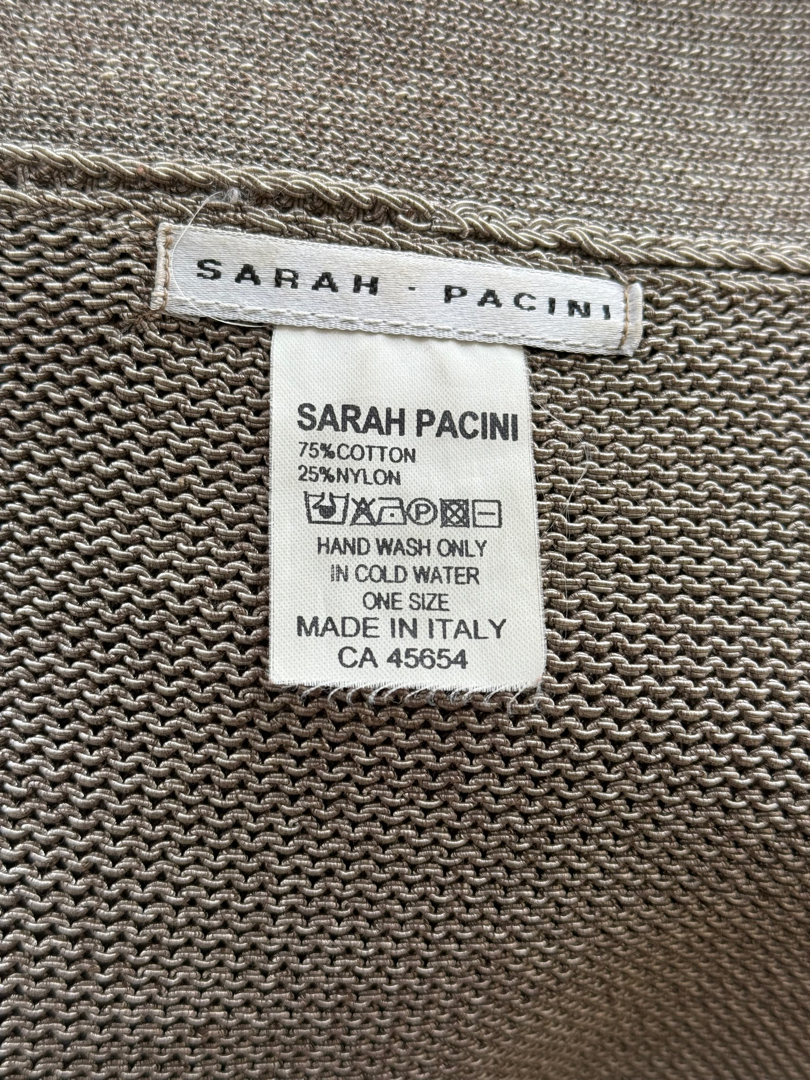 SARAH - PACINI
SARAH PACINI
75%COTTON
25%NYLON
P
HAND WASH ONLY
IN COLD WATER
ONE SIZE
MADE IN ITALY
CA 45654